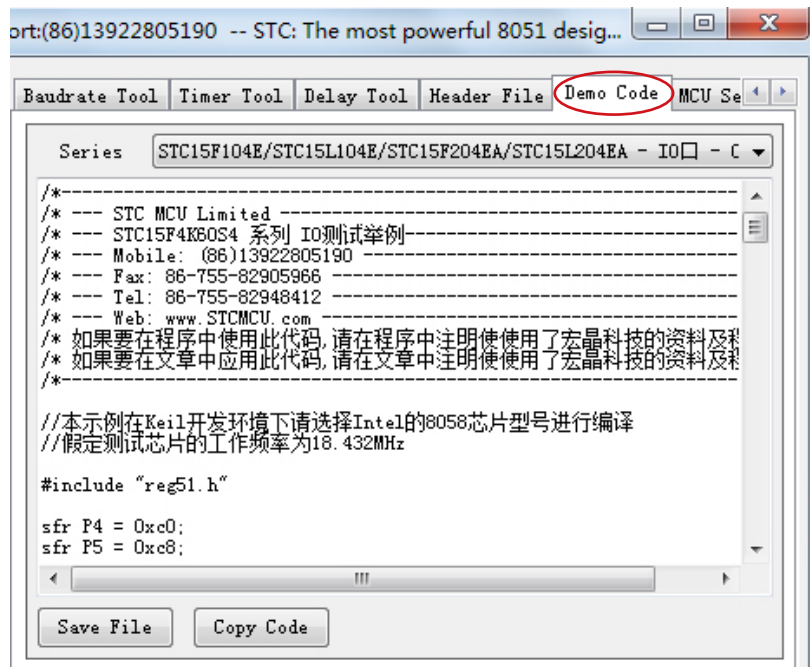 ort:(86)13922805190 -- STC: The most powerful 8051 desig...
Baudrate Tool Timer Tool Delay Tool Header File Demo Code MCU Se
Series STC15F104E/STC15L104E/STC15F204EA/STC15L204EA - IO口 - C
/*---------------------------------------------------------------------
/* --- STC MCU Limited ----------------------------------------------
/* --- STC15F4K60S4 系列 IO测试举例---------------------------------
/* --- Mobile: (86)13922805190 --------------------------------------
/* --- Fax: 86-755-82905966 -----------------------------------------
/* --- Tel: 86-755-82948412 -----------------------------------------
/* --- Web: www.STCMCU.com -------------------------------------------
/* 如果要在程序中使用此代码,请在程序中注明使使用了宏晶科技的资料及程
/* 如果要在文章中应用此代码,请在文章中注明使使用了宏晶科技的资料及程
/*---------------------------------------------------------------------
//本示例在Keil开发环境下请选择Intel的8058芯片型号进行编译
//假定测试芯片的工作频率为18.432MHz
#include "reg51.h"
sfr P4 = 0xc0;
sfr P5 = 0xc8;
Save File Copy Code